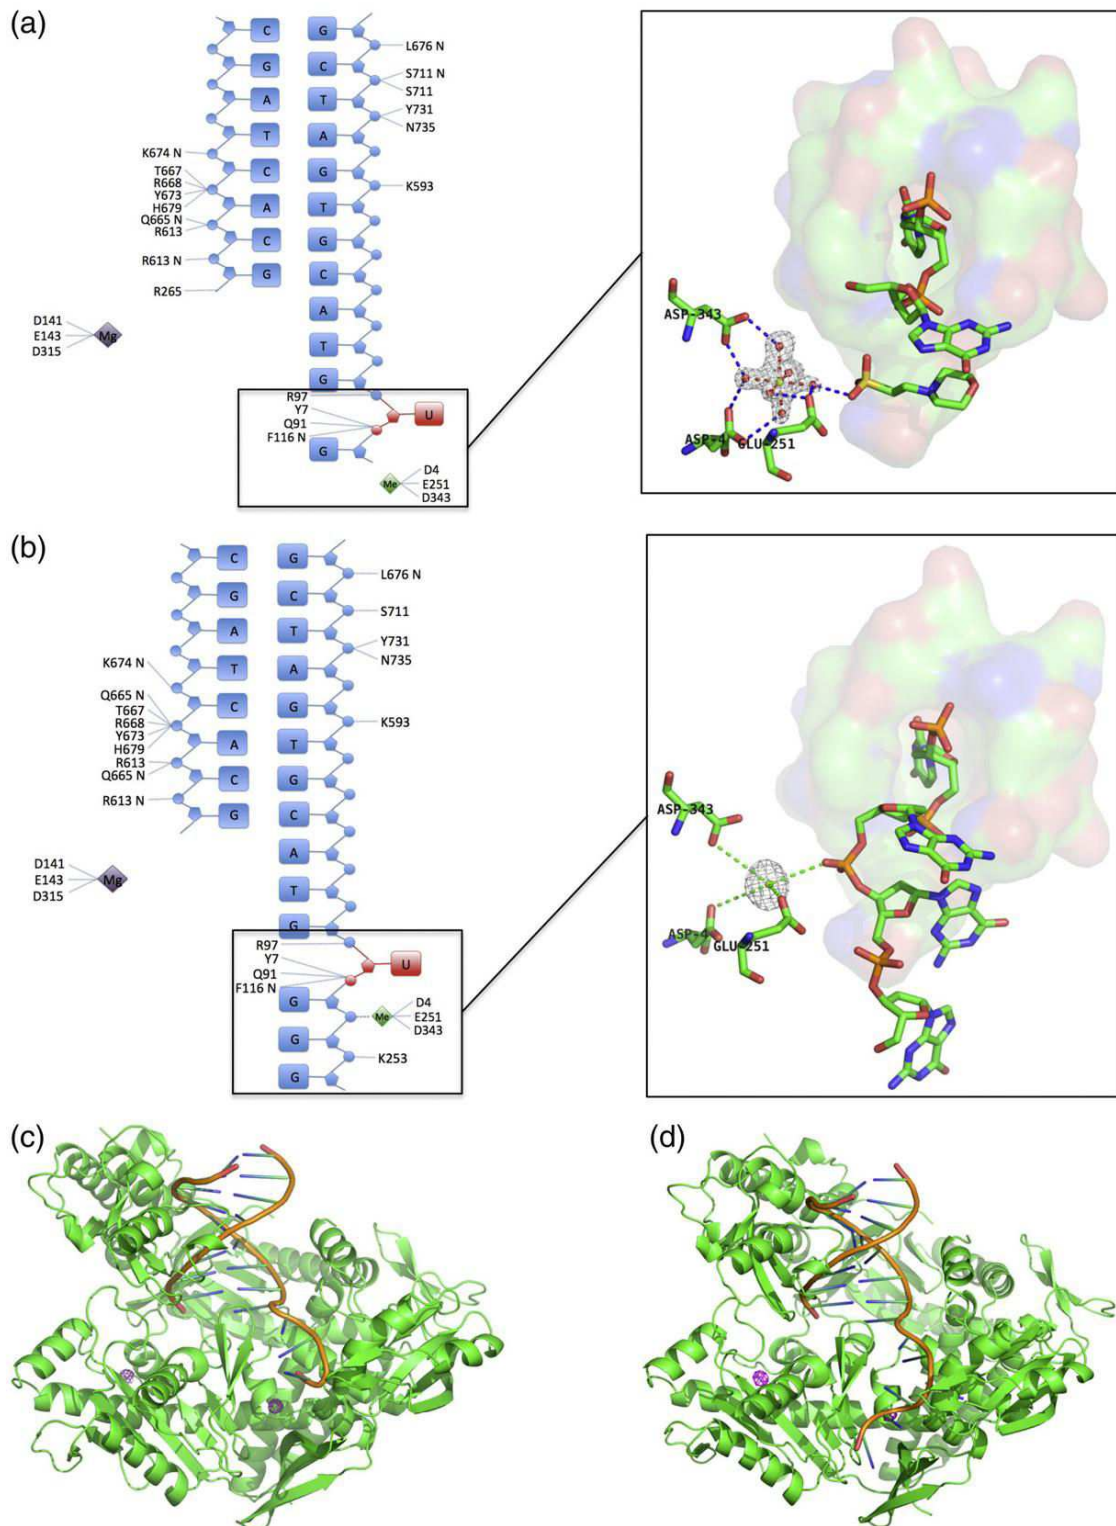 (a)
C G L676 N
G C S711 N
S711
A T Y731
N735
T A
K674 N
T667 C G K593
R668
Y673
H679 A T
Q665 N
R613 C G
R613 N
G C
R265
A
D141
E143 Mg
D315
T
G
R97
Y7 U
Q91
F116 N
G
D4
Me E251
D343
ASP-343
ASP-4
GLU-251
(b)
C G L676 N
G C S711
A T Y731
N735
K674 N T A
Q665 N
T667 C G K593
R668
Y673 A T
H679
R613
Q665 N C G
R613 N
G C
D141 A
E143 Mg
D315
T
G
R97
Y7 U
Q91
F116 N
G D4
Me E251
D343
G
K253
G
ASP-343
ASP-4
GLU-251
(c) (d)